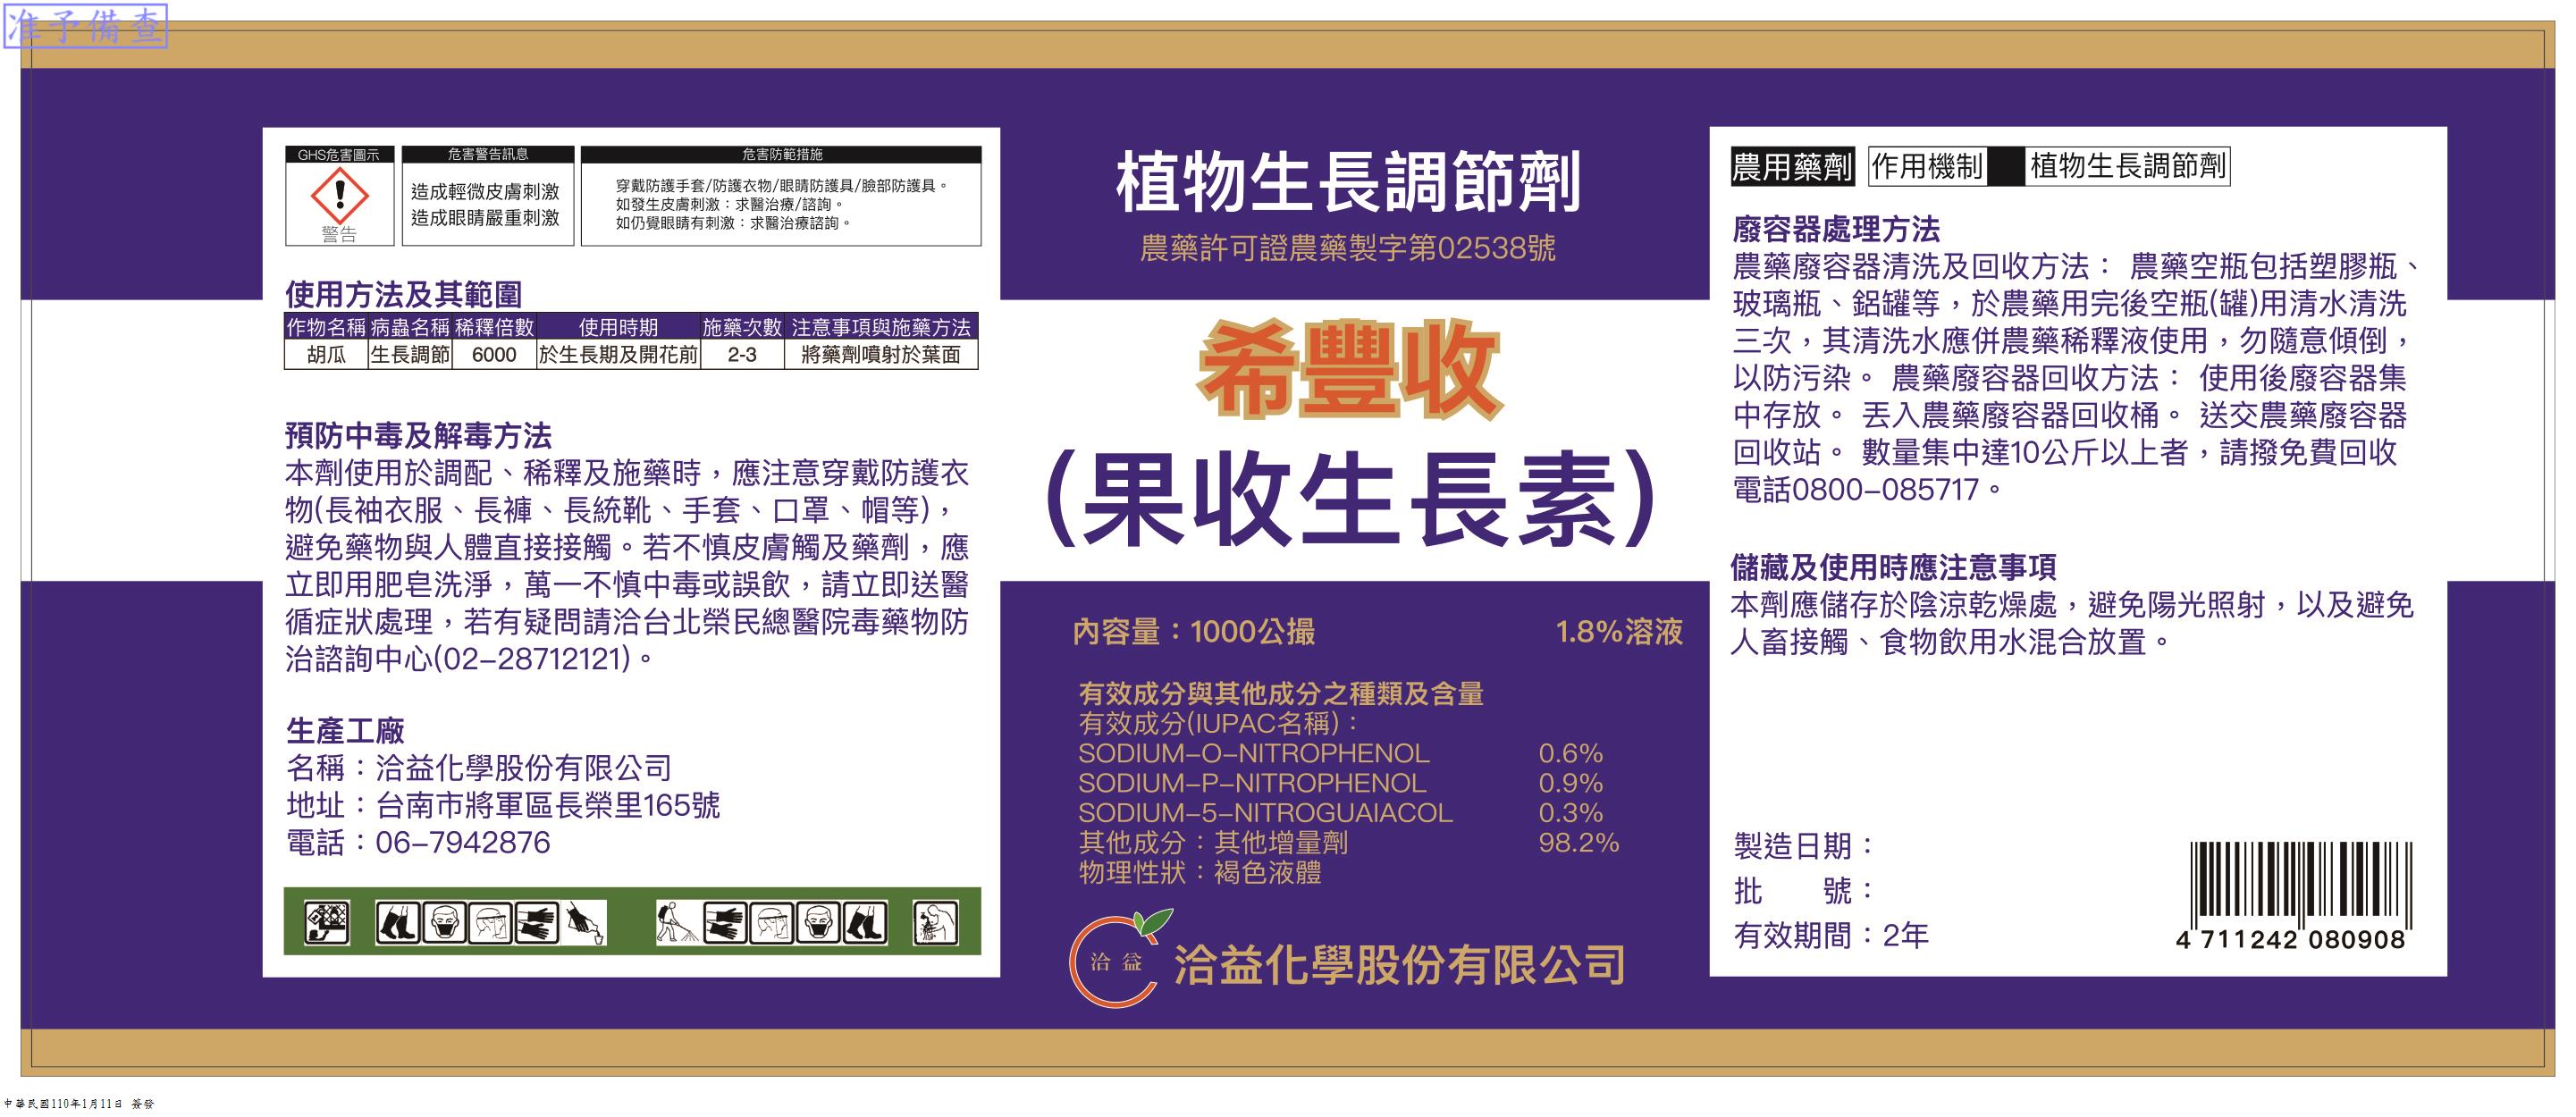 准予備查
GHS危害圖示
警告
危害警告訊息
造成輕微皮膚刺激
造成眼睛嚴重刺激
危害防範措施
穿戴防護手套/防護衣物/眼睛防護具/臉部防護具。
如發生皮膚刺激：求醫治療/諮詢。
如仍覺眼睛有刺激：求醫治療諮詢。
使用方法及其範圍
作物名稱 病蟲名稱 稀釋倍數 使用時期 施藥次數 注意事項與施藥方法
胡瓜 生長調節 6000 於生長期及開花前 2-3 將藥劑噴射於葉面
預防中毒及解毒方法
本劑使用於調配、稀釋及施藥時，應注意穿戴防護衣
物(長袖衣服、長褲、長統靴、手套、口罩、帽等)，
避免藥物與人體直接接觸。若不慎皮膚觸及藥劑，應
立即用肥皂洗淨，萬一不慎中毒或誤飲，請立即送醫
循症狀處理，若有疑問請洽台北榮民總醫院毒藥物防
治諮詢中心(02-28712121)。
生產工廠
名稱：洽益化學股份有限公司
地址：台南市將軍區長榮里165號
電話：06-7942876
植物生長調節劑
農藥許可證農藥製字第02538號
希豐收
(果收生長素)
內容量：1000公撮 1.8%溶液
有效成分與其他成分之種類及含量
有效成分(IUPAC名稱)：
SODIUM-O-NITROPHENOL 0.6%
SODIUM-P-NITROPHENOL 0.9%
SODIUM-5-NITROGUAIACOL 0.3%
其他成分：其他增量劑 98.2%
物理性狀：褐色液體
洽益
洽益化學股份有限公司
農用藥劑 作用機制 植物生長調節劑
廢容器處理方法
農藥廢容器清洗及回收方法： 農藥空瓶包括塑膠瓶、
玻璃瓶、鋁罐等，於農藥用完後空瓶(罐)用清水清洗
三次，其清洗水應併農藥稀釋液使用，勿隨意傾倒，
以防污染。 農藥廢容器回收方法： 使用後廢容器集
中存放。 丟入農藥廢容器回收桶。 送交農藥廢容器
回收站。 數量集中達10公斤以上者，請撥免費回收
電話0800-085717。
儲藏及使用時應注意事項
本劑應儲存於陰涼乾燥處，避免陽光照射，以及避免
人畜接觸、食物飲用水混合放置。
製造日期：
批　　號：
有效期間：2年
4 711242 080908
中華民國110年1月11日 簽發